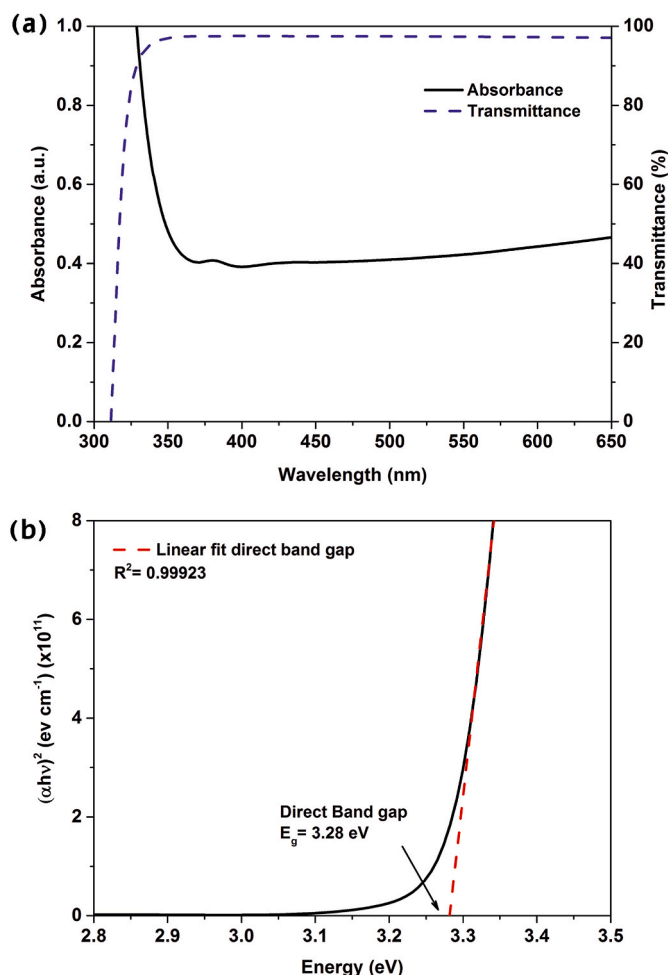 (a)
1.0
0.8
0.6
0.4
0.2
0.0
Absorbance (a.u.)
100
80
60
40
20
0
Transmittance (%)
Absorbance
Transmittance
300 350 400 450 500 550 600 650
Wavelength (nm)
(b)
8
6
4
2
0
(αhν)² (ev cm⁻¹) (x10¹¹)
Linear fit direct band gap
R²= 0.99923
Direct Band gap
E_g= 3.28 eV
2.8 2.9 3.0 3.1 3.2 3.3 3.4 3.5
Energy (eV)